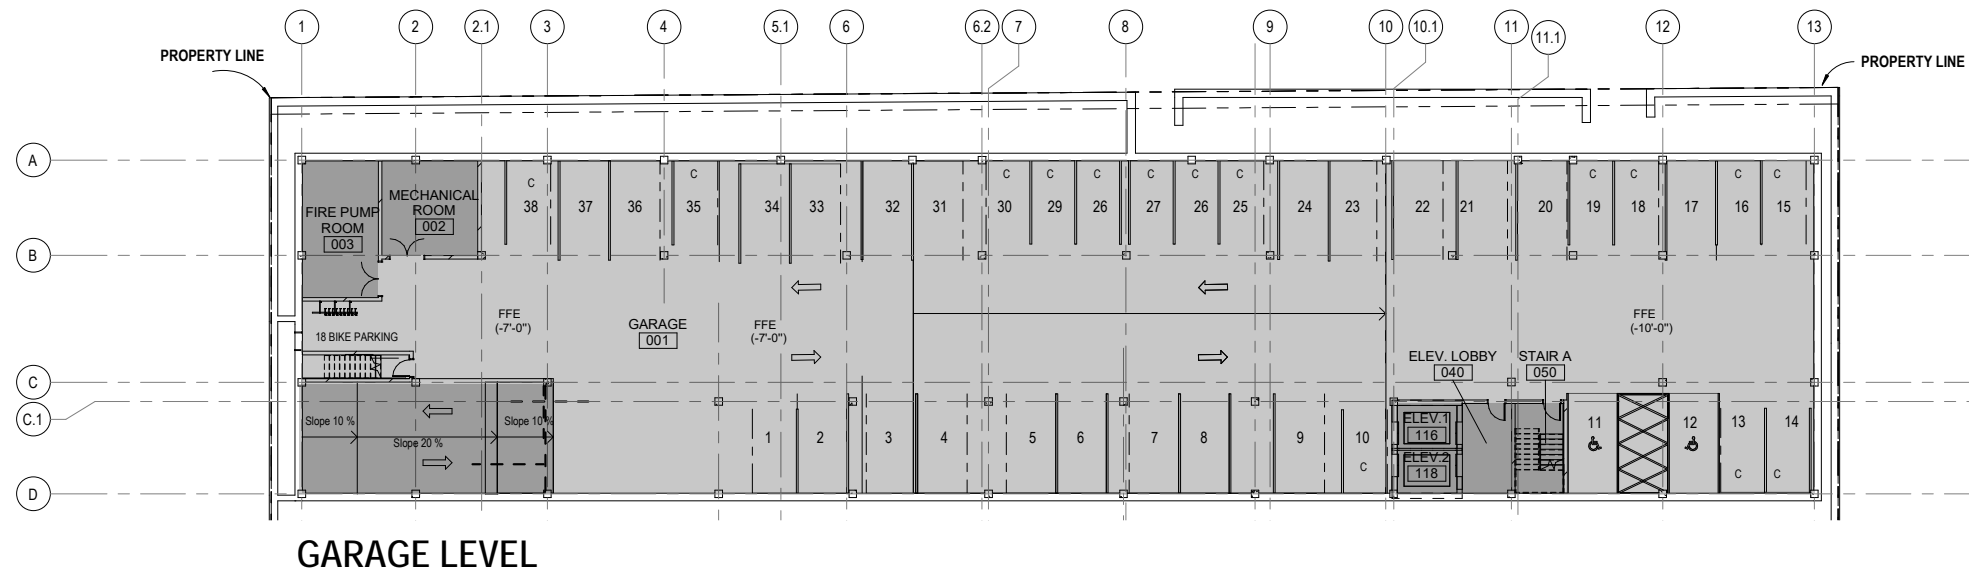 1 2 2.1 3 4 5.1 6 6.2 7 8 9 10 10.1 11 11.1 12 13
PROPERTY LINE
PROPERTY LINE
A
B
C
C.1
D
C C C C C C C C C C C C
38 37 36 35 34 33 32 31 30 29 26 27 26 25 24 23 22 21 20 19 18 17 16 15
MECHANICAL
ROOM
002
FIRE PUMP
ROOM
003
18 BIKE PARKING
FFE
(-7'-0")
GARAGE
001
FFE
(-7'-0")
FFE
(-10'-0")
ELEV. LOBBY
040
STAIR A
050
Slope 10 %
Slope 20 %
Slope 10 %
1 2 3 4 5 6 7 8 9 10
C
ELEV.1
116
ELEV.2
118
11 12 13 14
C C
GARAGE LEVEL